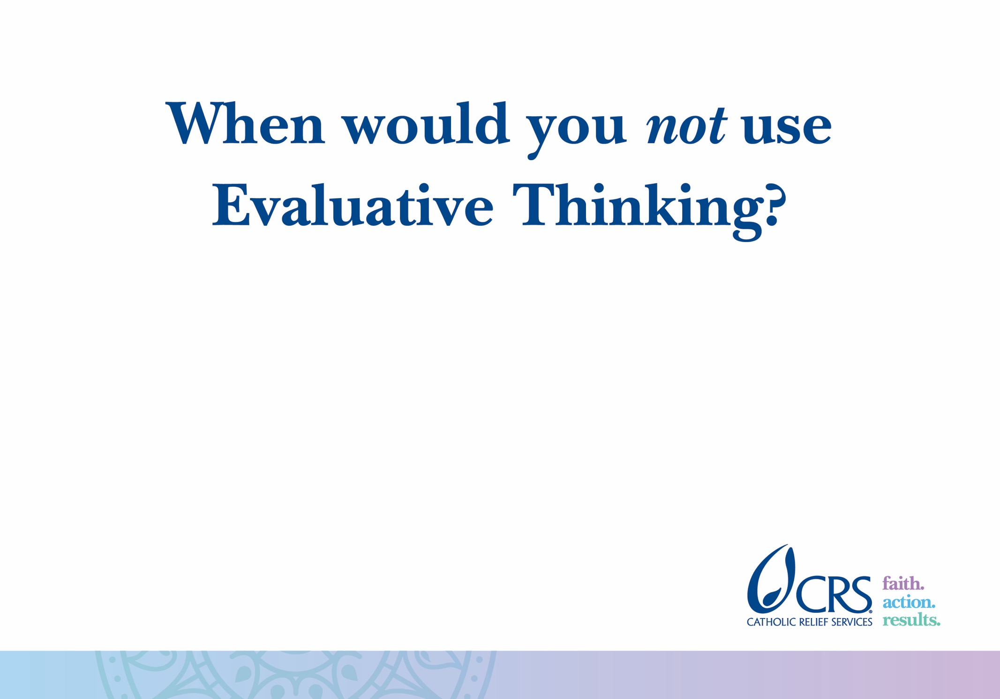 When would you not use
Evaluative Thinking?
CRS®
CATHOLIC RELIEF SERVICES
faith.
action.
results.